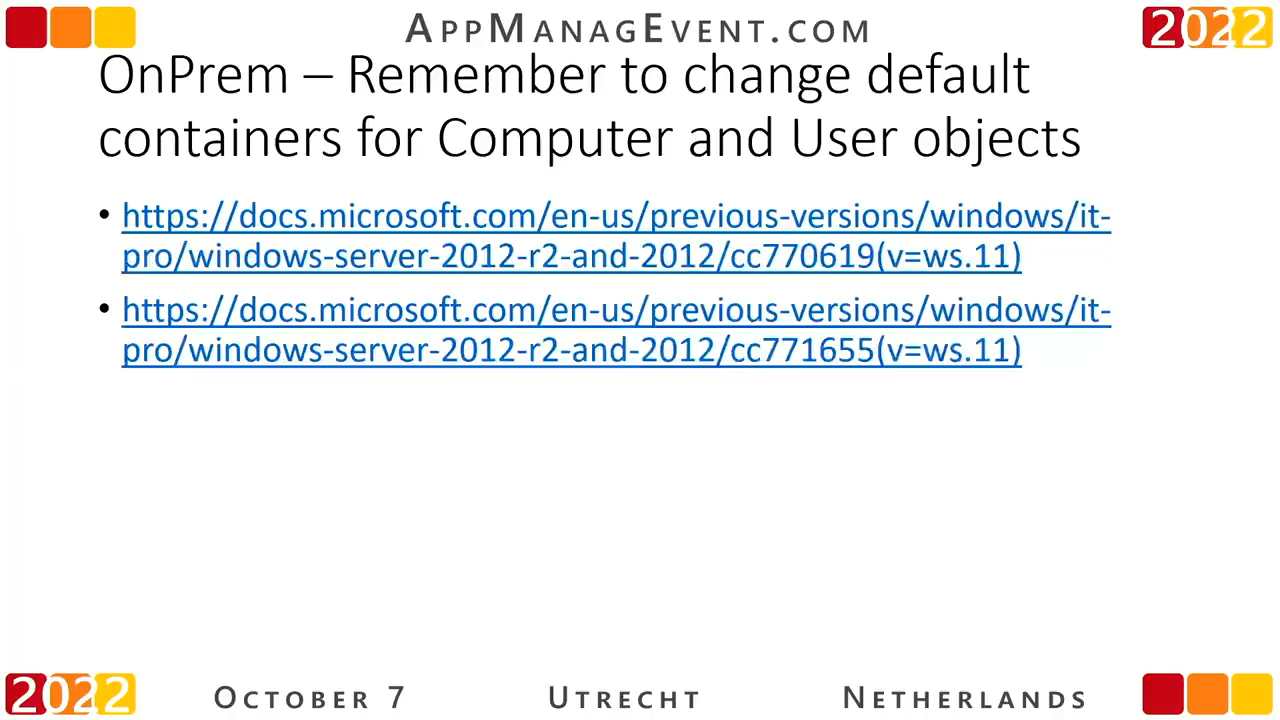 APPMANAGEVENT.COM
2022
OnPrem – Remember to change default
containers for Computer and User objects
• https://docs.microsoft.com/en-us/previous-versions/windows/it-
pro/windows-server-2012-r2-and-2012/cc770619(v=ws.11)
• https://docs.microsoft.com/en-us/previous-versions/windows/it-
pro/windows-server-2012-r2-and-2012/cc771655(v=ws.11)
2022
OCTOBER 7 UTRECHT NETHERLANDS